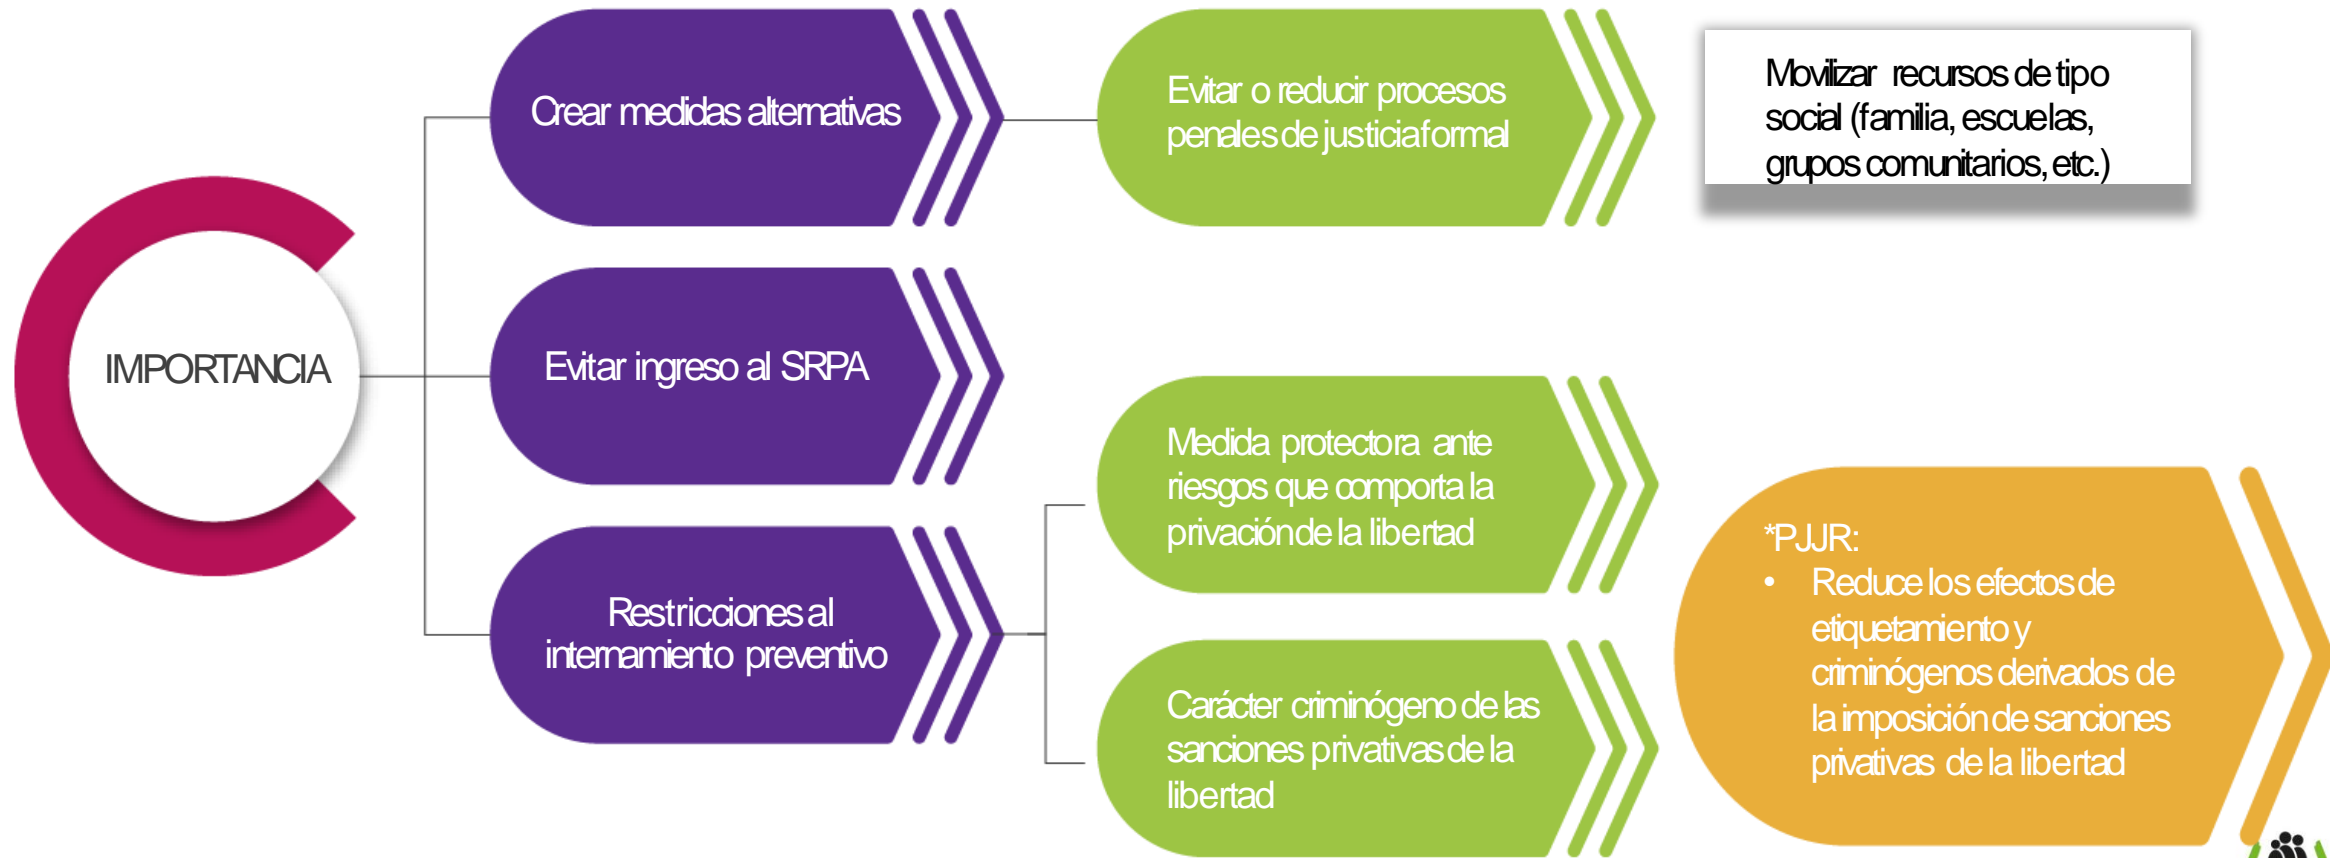 IMPORTANCIA
Crear medidas alternativas
Evitar o reducir procesos
penales de justicia formal
Movilizar recursos de tipo
social (familia, escuelas,
grupos comunitarios, etc.)
Evitar ingreso al SRPA
Restricciones al
internamiento preventivo
Medida protectora ante
riesgos que comporta la
privación de la libertad
Carácter criminógeno de las
sanciones privativas de la
libertad
*PJJR:
• Reduce los efectos de
etiquetamiento y
criminógenos derivados de
la imposición de sanciones
privativas de la libertad